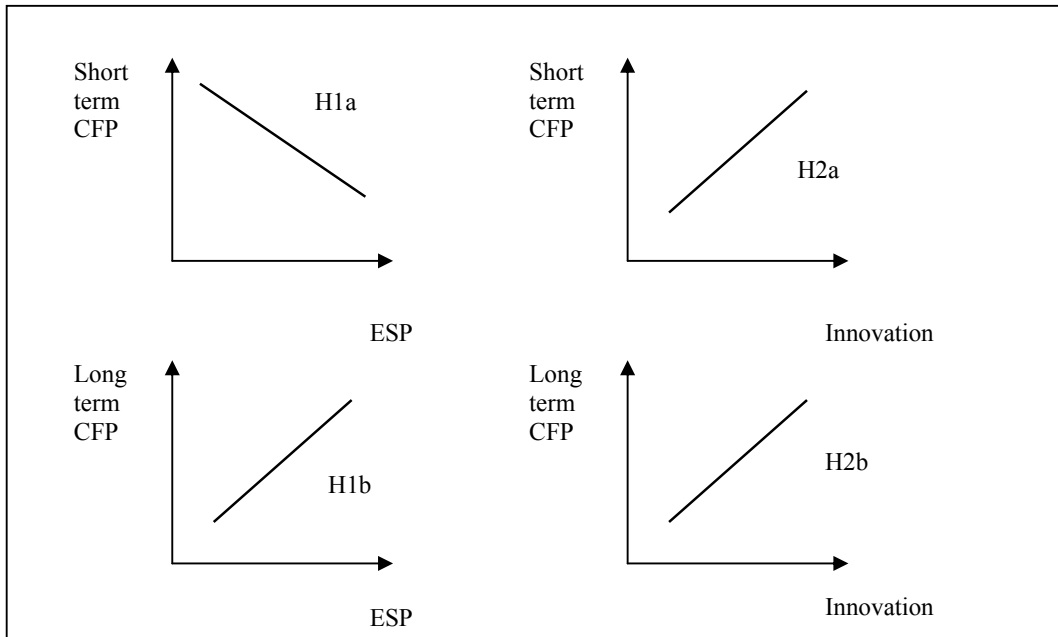 Short
term
CFP
H1a
ESP
Short
term
CFP
H2a
Innovation
Long
term
CFP
H1b
ESP
Long
term
CFP
H2b
Innovation